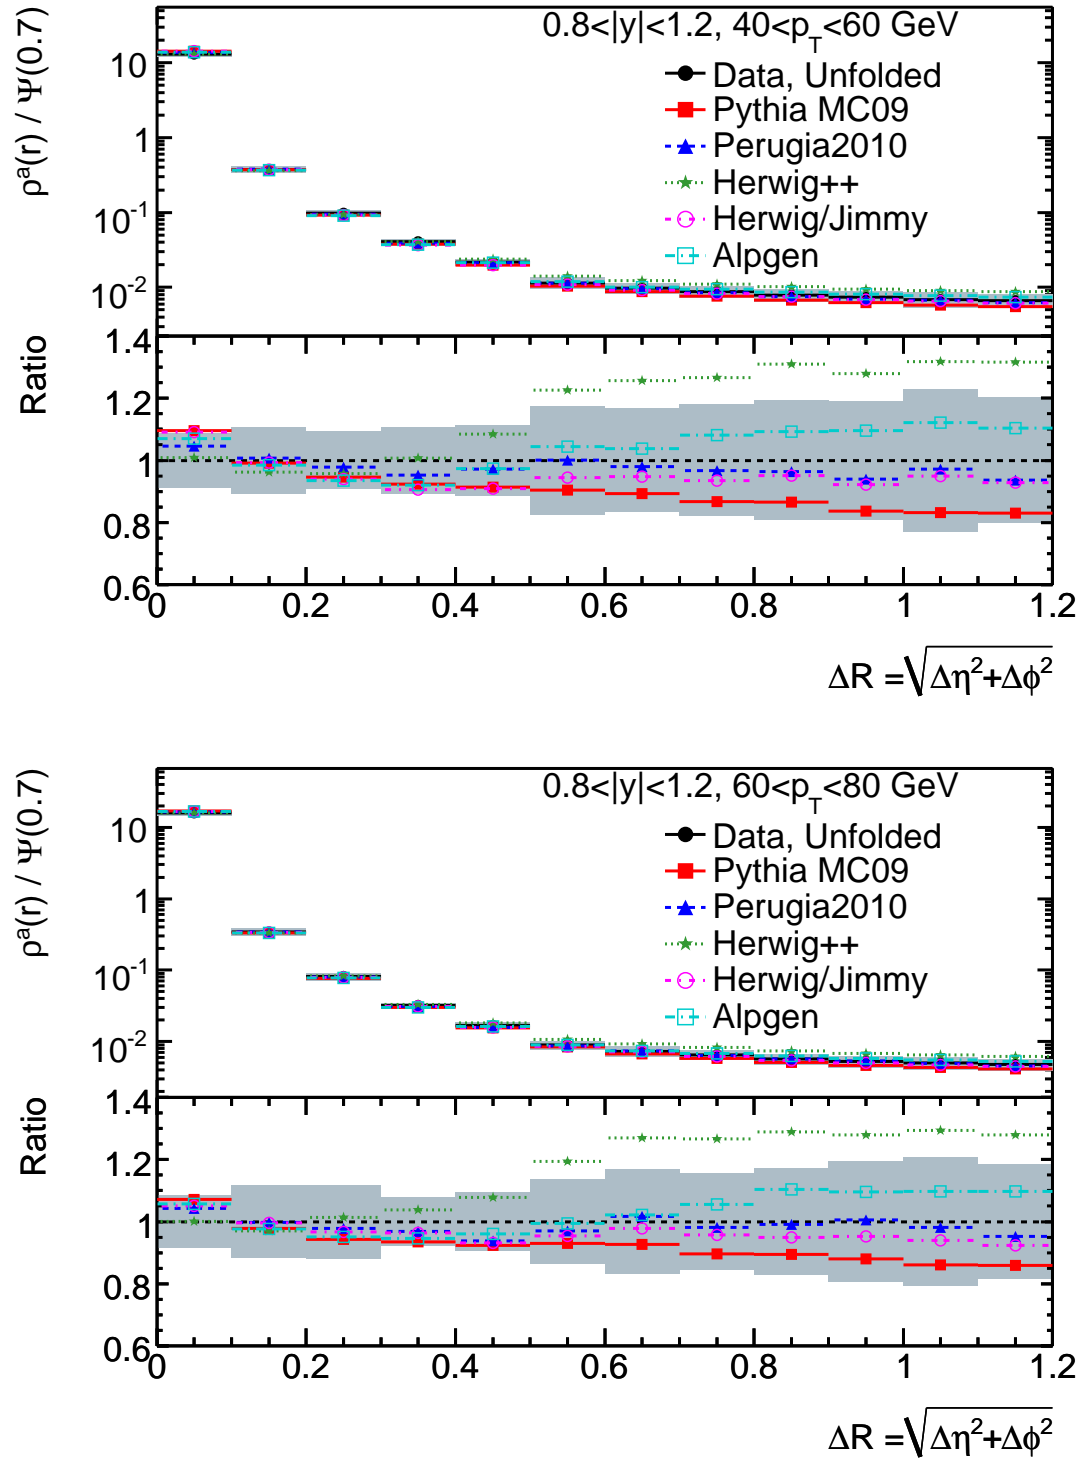 0.8<|y|<1.2, 40<p_T<60 GeV
ρ^a(r) / Ψ(0.7)
10
1
10^-1
10^-2
Data, Unfolded
Pythia MC09
Perugia2010
Herwig++
Herwig/Jimmy
Alpgen
Ratio
1.4
1.2
1
0.8
0.6
0 0.2 0.4 0.6 0.8 1 1.2
ΔR = √Δη²+Δϕ²
0.8<|y|<1.2, 60<p_T<80 GeV
ρ^a(r) / Ψ(0.7)
10
1
10^-1
10^-2
Data, Unfolded
Pythia MC09
Perugia2010
Herwig++
Herwig/Jimmy
Alpgen
Ratio
1.4
1.2
1
0.8
0.6
0 0.2 0.4 0.6 0.8 1 1.2
ΔR = √Δη²+Δϕ²